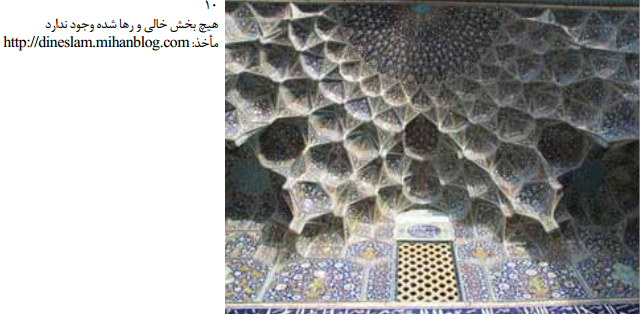 ۱۰
هیچ بخش خالی و رها شده وجود ندارد
مأخذ: http://dineslam.mihanblog.com